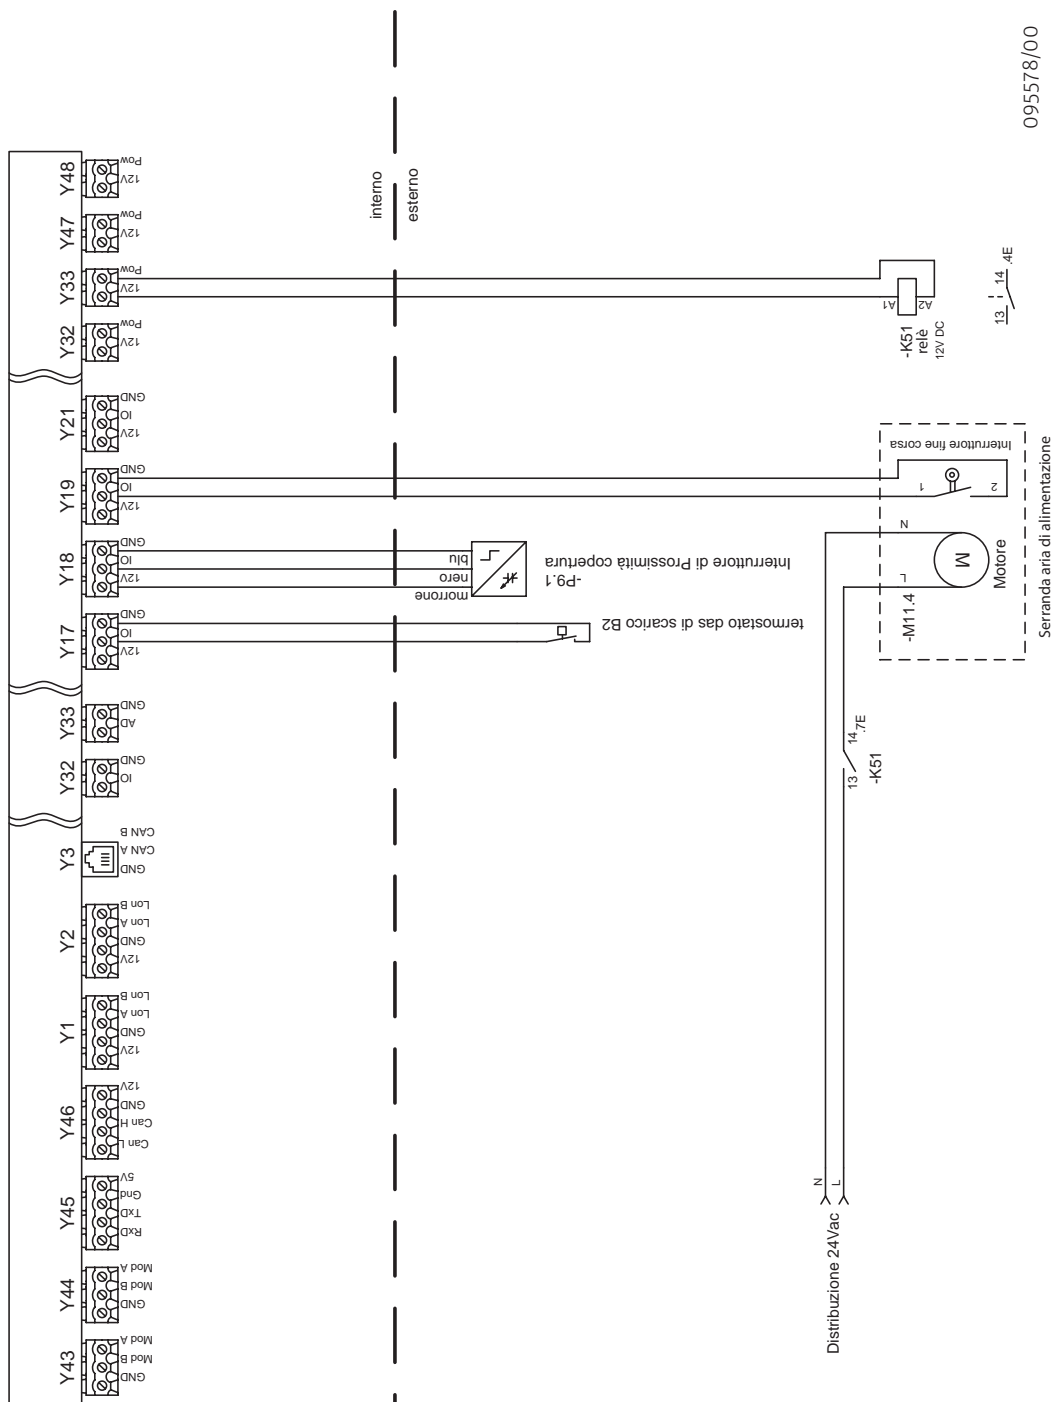 095578/00
interno
esterno
Y48
Pow
12V
Y47
Pow
12V
Y33
Pow
12V
Y32
Pow
12V
Y21
GND
IO
12V
Y19
GND
IO
12V
Y18
GND
IO
12V
Y17
GND
IO
12V
Y33
GND
AD
Y32
GND
IO
Y3
CAN B
CAN A
GND
Y2
Lon B
Lon A
GND
12V
Y1
Lon B
Lon A
GND
12V
Y46
12V
GND
Can H
Can L
Y45
5V
Gnd
TxD
RxD
Y44
Mod A
Mod B
GND
Y43
Mod A
Mod B
GND
A1
A2
-K51
relè
12V DC
13 14
.4E
Interruttore fine corsa
1
2
N
L
M
Motore
-M11.4
Serranda aria di alimentazione
blu
nero
morrone
-P9.1
Interruttore di Prossimità copertura
termostato das di scarico B2
13 14
.7E
-K51
N
L
Distribuzione 24Vac